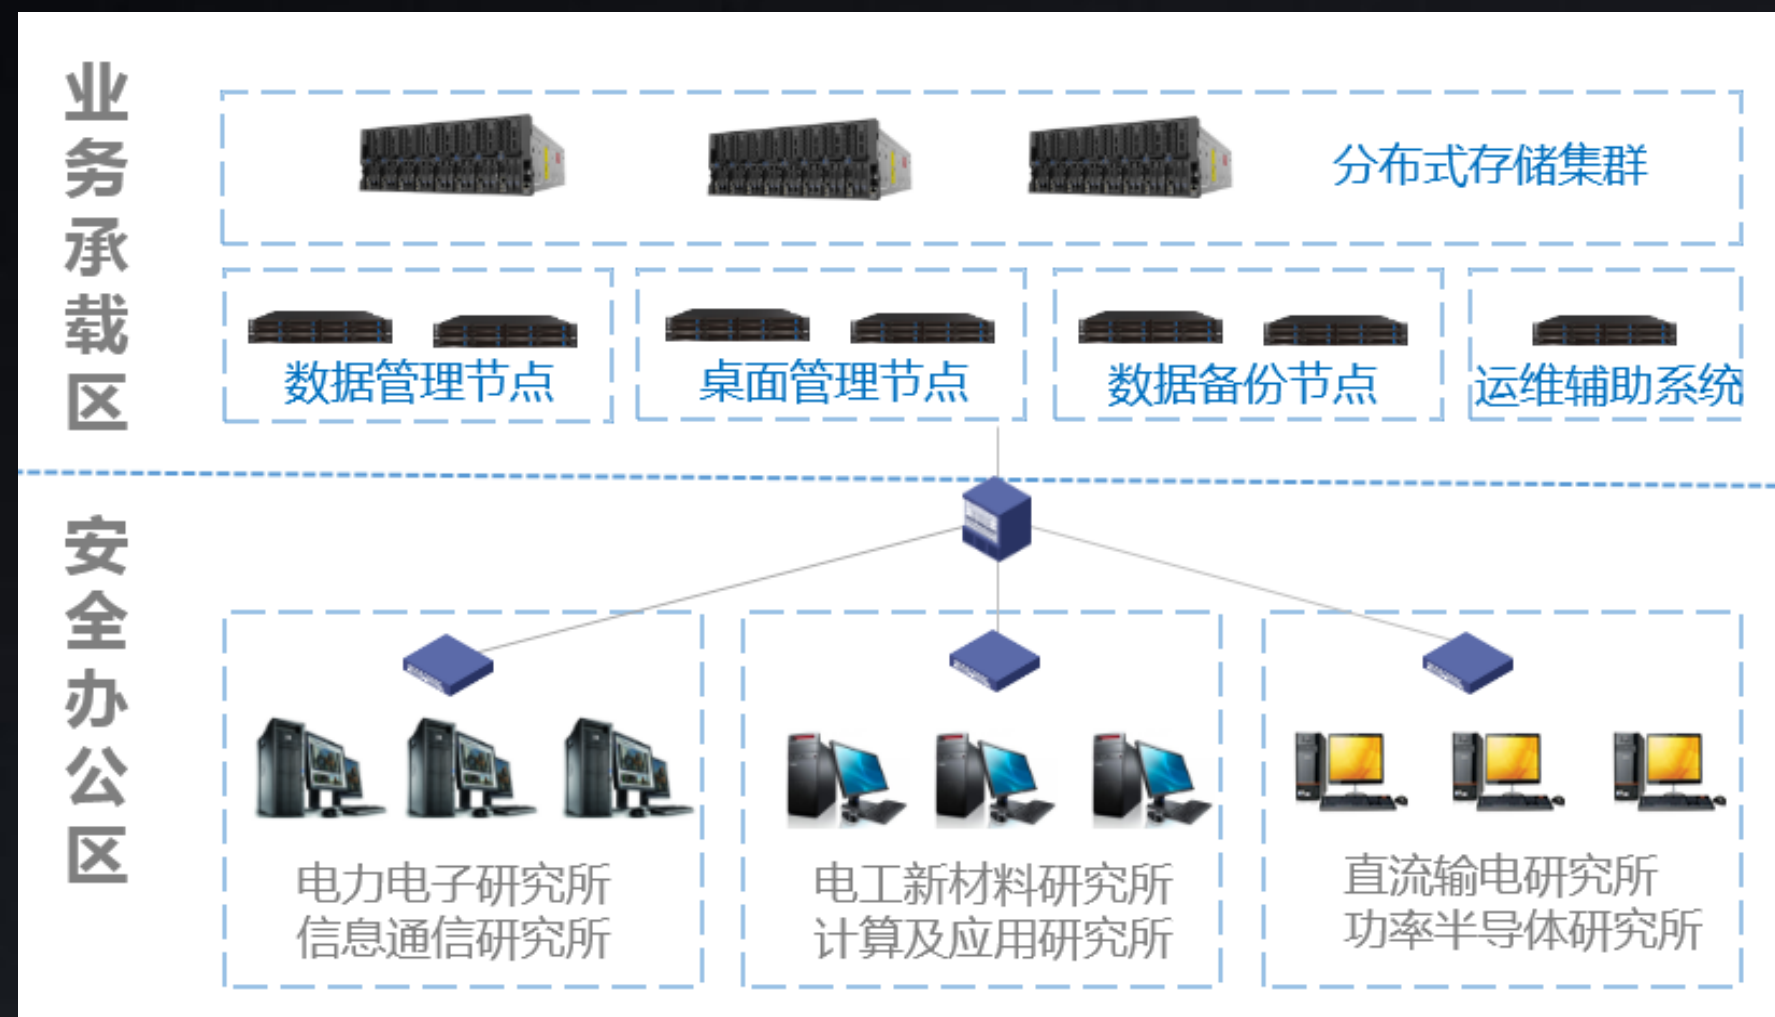 业务承载区
分布式存储集群
数据管理节点
桌面管理节点
数据备份节点
运维辅助系统
安全办公区
电力电子研究所
信息通信研究所
电工新材料研究所
计算及应用研究所
直流输电研究所
功率半导体研究所